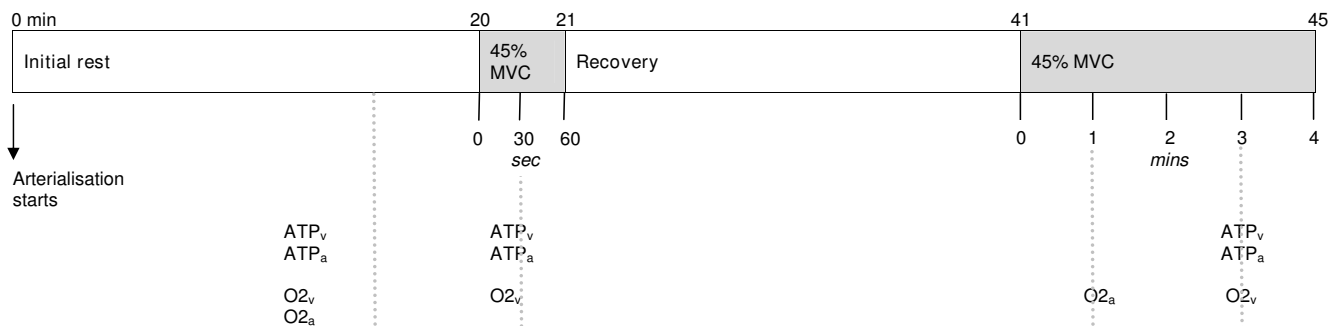 0 min 20 21 41 45
Initial rest
45%
MVC
Recovery
45% MVC
0 30 60 0 1 2 3 4
sec mins
Arterialisation
starts
ATPv ATPv ATPv
ATPa ATPa ATPa
O2v O2v O2a O2v
O2a